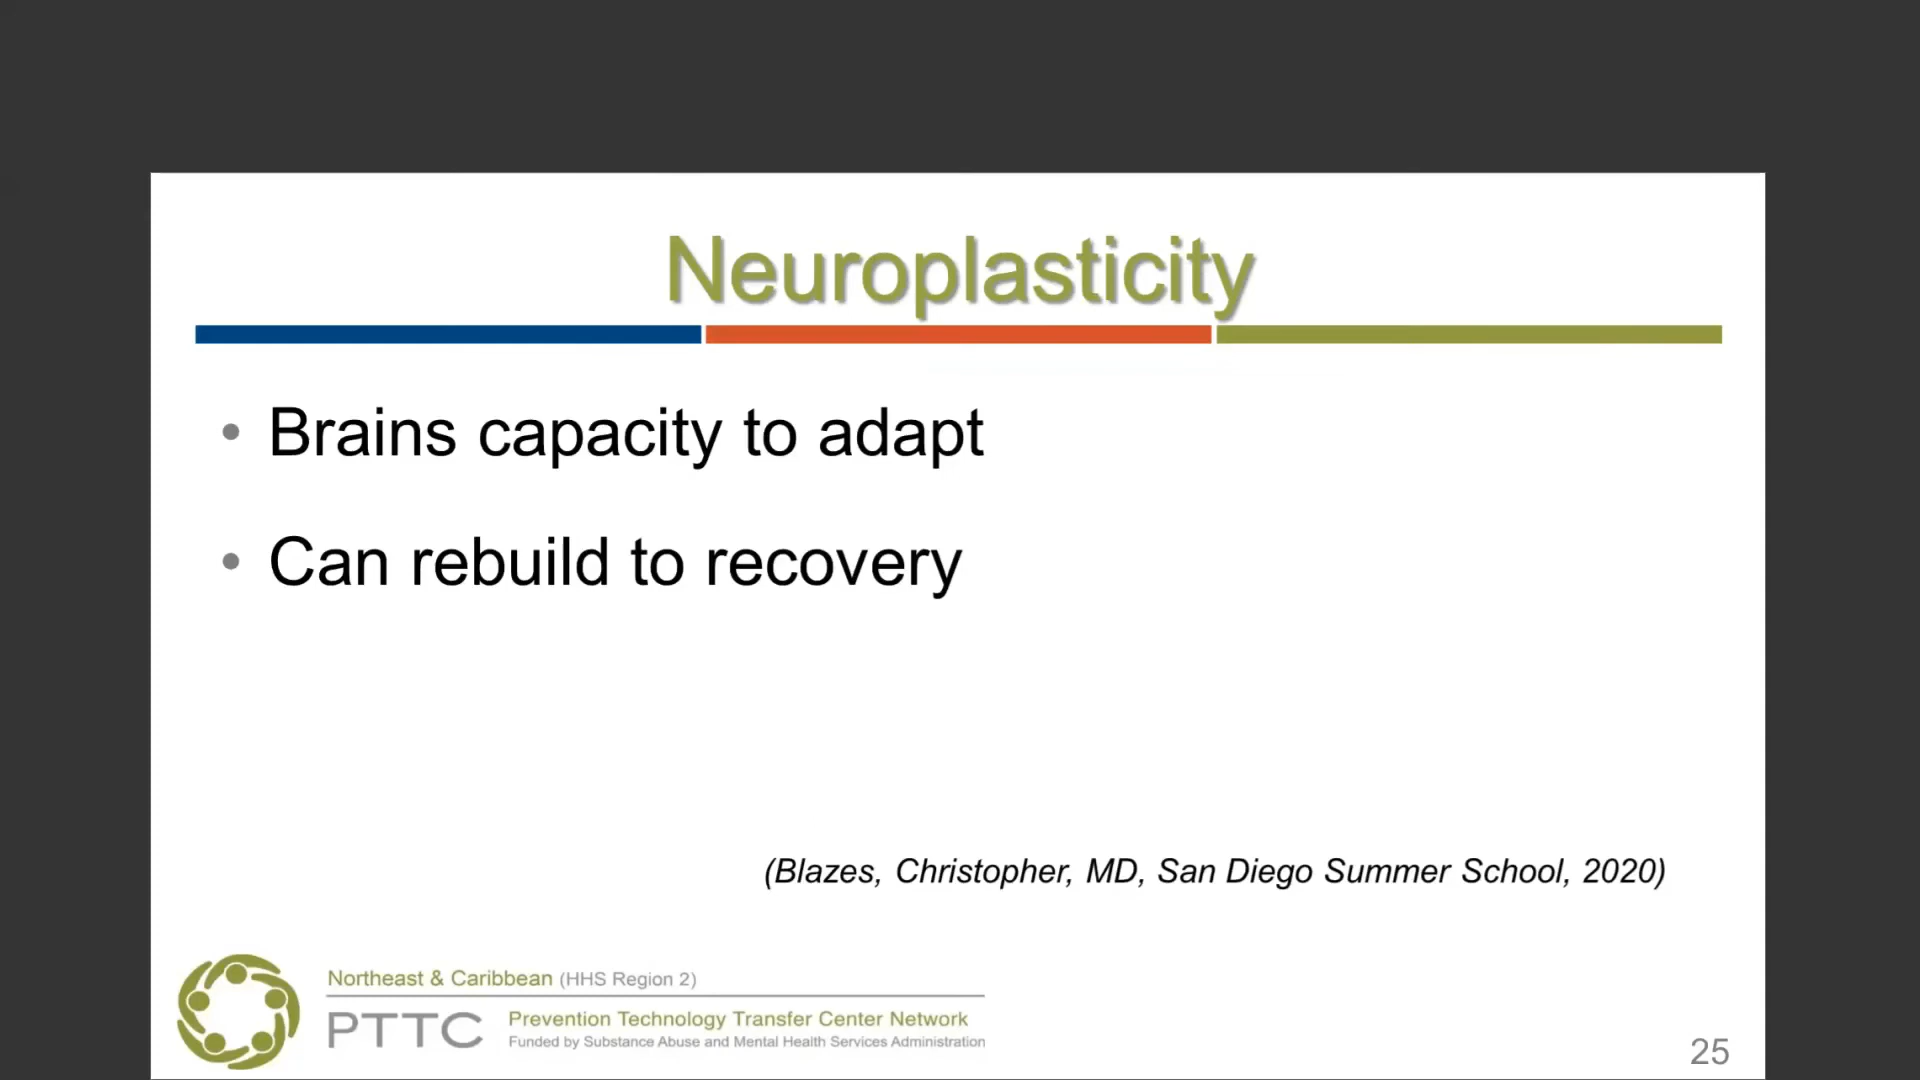 Neuroplasticity
• Brains capacity to adapt
• Can rebuild to recovery
(Blazes, Christopher, MD, San Diego Summer School, 2020)
Northeast & Caribbean (HHS Region 2)
PTTC
Prevention Technology Transfer Center Network
Funded by Substance Abuse and Mental Health Services Administration
25